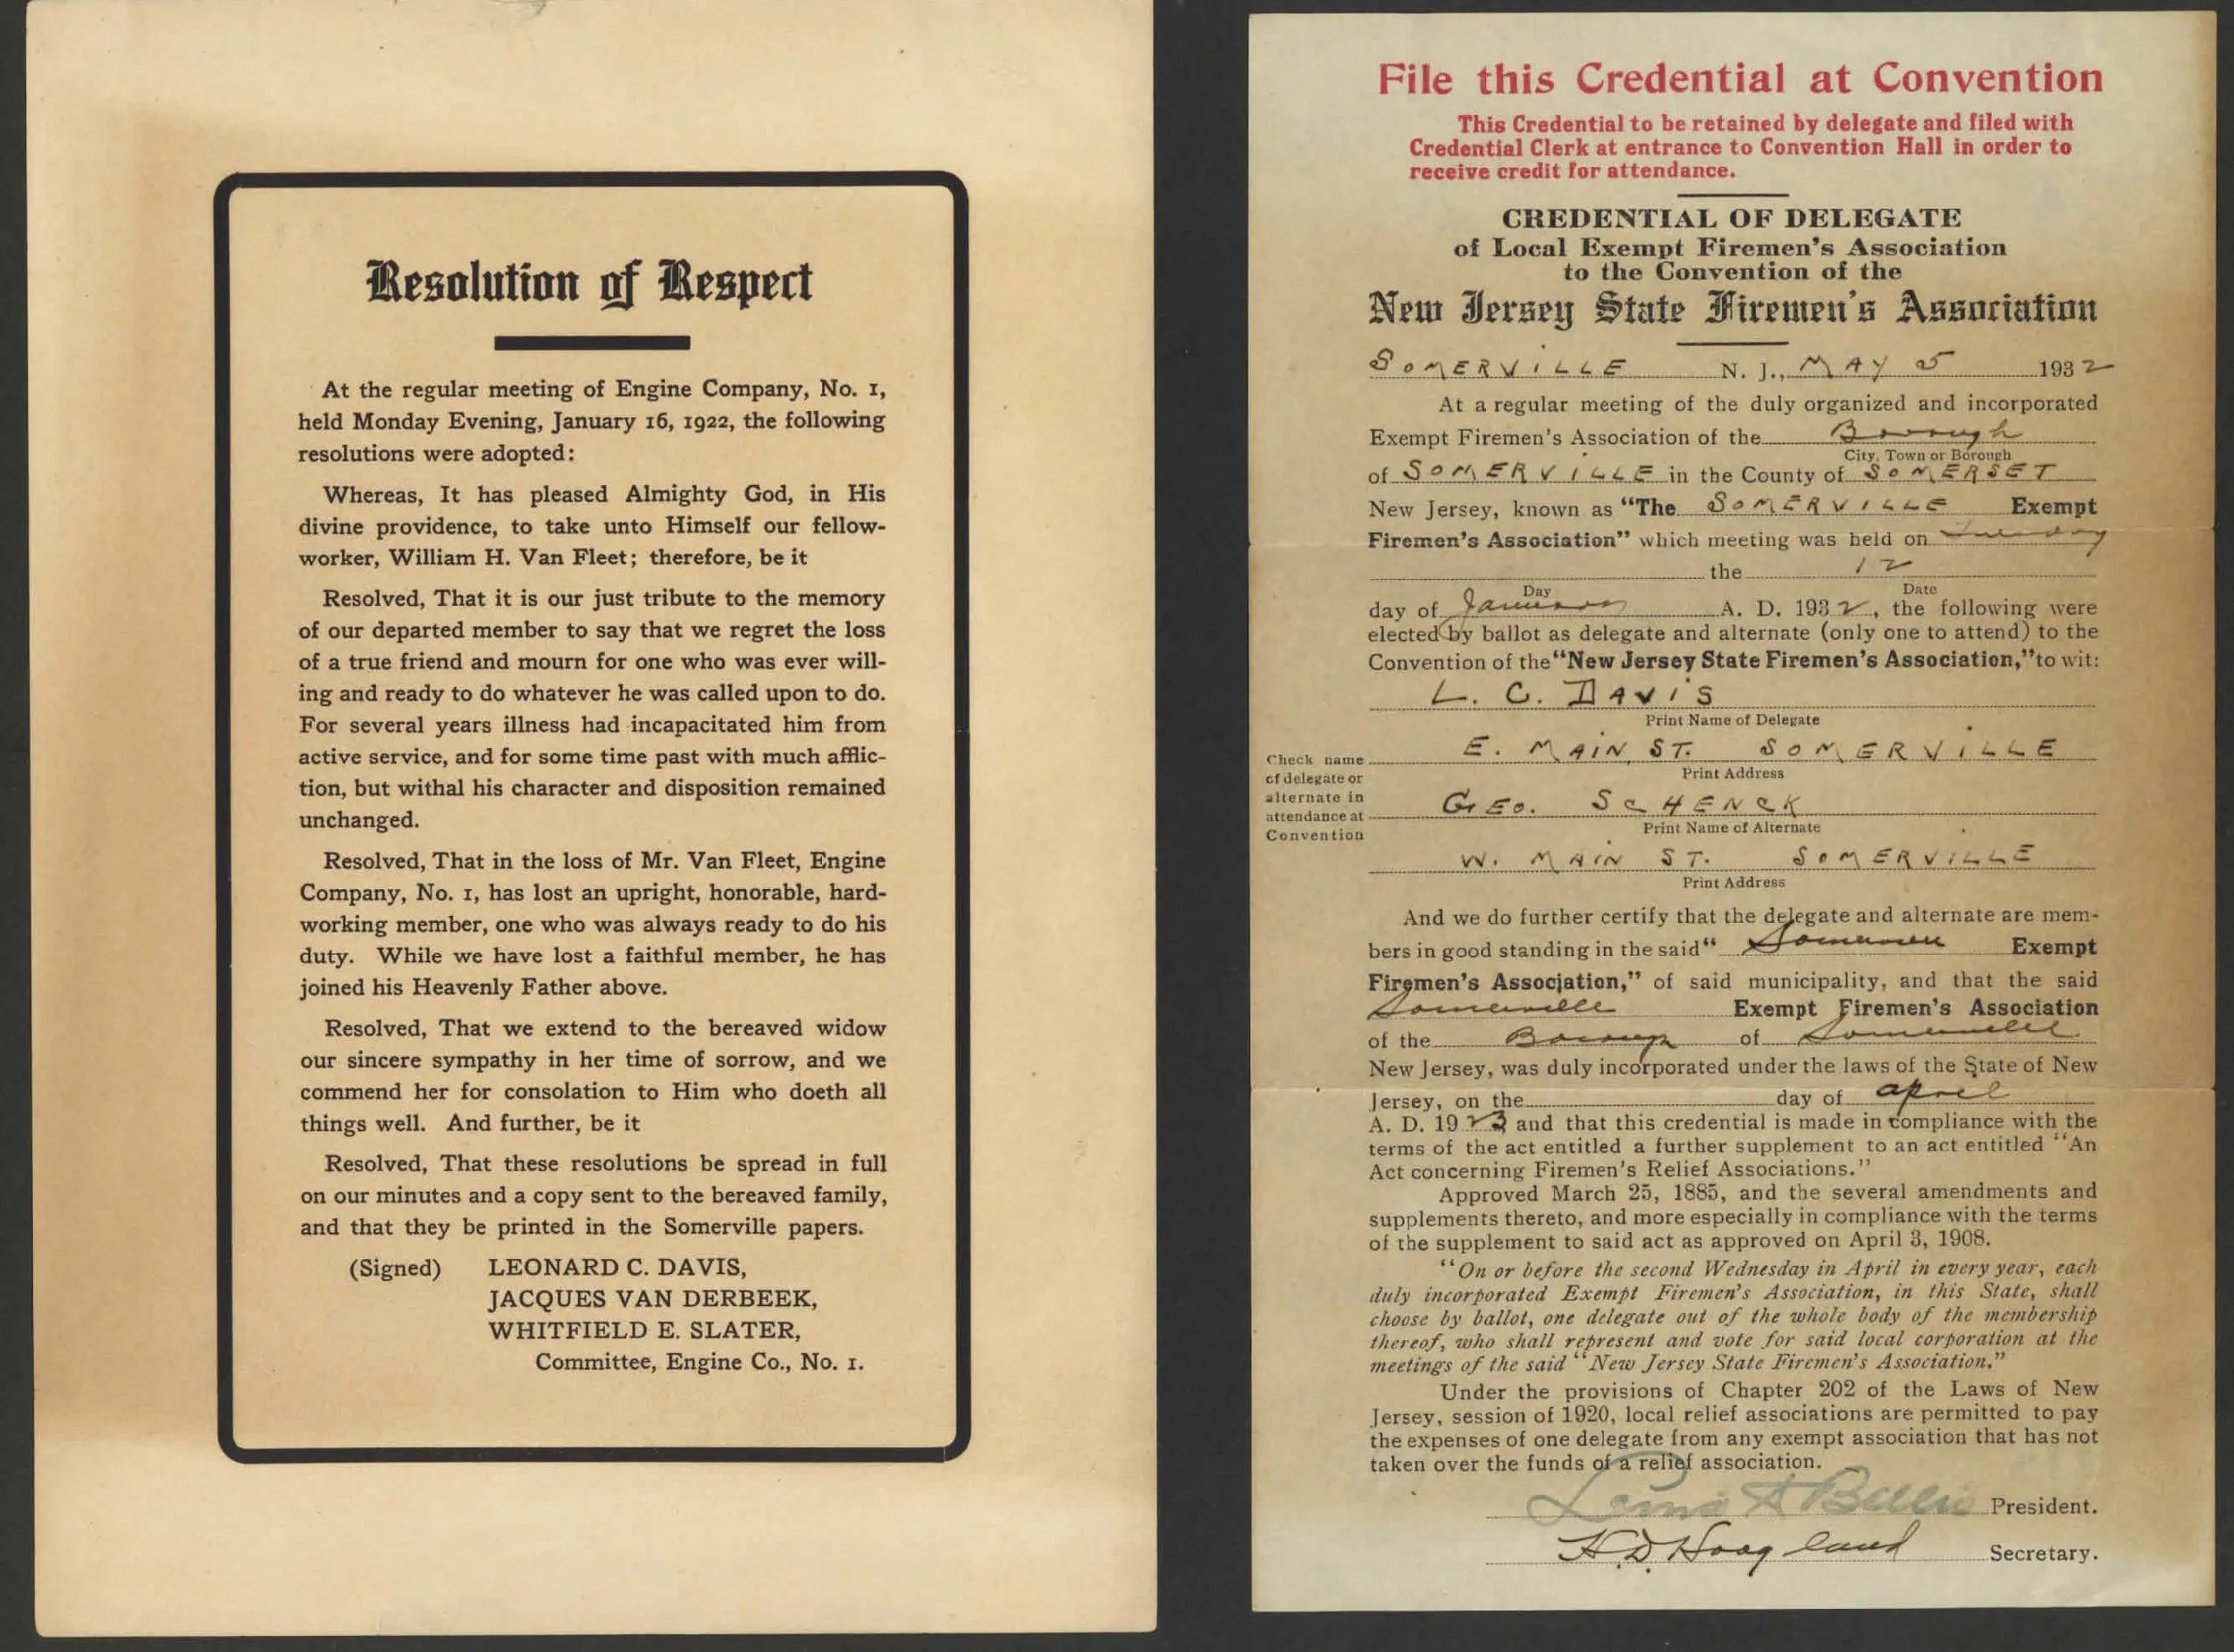 Resolution of Respect
At the regular meeting of Engine Company, No. 1,
held Monday Evening, January 16, 1922, the following
resolutions were adopted:
Whereas, It has pleased Almighty God, in His
divine providence, to take unto Himself our fellow-
worker, William H. Van Fleet; therefore, be it
Resolved, That it is our just tribute to the memory
of our departed member to say that we regret the loss
of a true friend and mourn for one who was ever will-
ing and ready to do whatever he was called upon to do.
For several years illness had incapacitated him from
active service, and for some time past with much afflic-
tion, but withal his character and disposition remained
unchanged.
Resolved, That in the loss of Mr. Van Fleet, Engine
Company, No. 1, has lost an upright, honorable, hard-
working member, one who was always ready to do his
duty. While we have lost a faithful member, he has
joined his Heavenly Father above.
Resolved, That we extend to the bereaved widow
our sincere sympathy in her time of sorrow, and we
commend her for consolation to Him who doeth all
things well. And further, be it
Resolved, That these resolutions be spread in full
on our minutes and a copy sent to the bereaved family,
and that they be printed in the Somerville papers.
(Signed) LEONARD C. DAVIS,
JACQUES VAN DERBEEK,
WHITFIELD E. SLATER,
Committee, Engine Co., No. 1.
File this Credential at Convention
This Credential to be retained by delegate and filed with
Credential Clerk at entrance to Convention Hall in order to
receive credit for attendance.
CREDENTIAL OF DELEGATE
of Local Exempt Firemen's Association
to the Convention of the
New Jersey State Firemen's Association
SOMERVILLE N. J., MAY 5 1932
At a regular meeting of the duly organized and incorporated
Exempt Firemen's Association of the Borough
City, Town or Borough
of SOMERVILLE in the County of SOMERSET
New Jersey, known as "The SOMERVILLE Exempt
Firemen's Association" which meeting was held on Tuesday
the 12
Day Date
day of January A. D. 1932, the following were
elected by ballot as delegate and alternate (only one to attend) to the
Convention of the "New Jersey State Firemen's Association," to wit:
L. C. DAVIS
Print Name of Delegate
E. MAIN ST. SOMERVILLE
Print Address
Check name
of delegate or
alternate in
attendance at
Convention
GEO. SCHENCK
Print Name of Alternate
W. MAIN ST. SOMERVILLE
Print Address
And we do further certify that the delegate and alternate are mem-
bers in good standing in the said " Exempt
Firemen's Association," of said municipality, and that the said
Somerville Exempt Firemen's Association
of the Borough of Somerville
New Jersey, was duly incorporated under the laws of the State of New
Jersey, on the day of april
A. D. 1923 and that this credential is made in compliance with the
terms of the act entitled a further supplement to an act entitled "An
Act concerning Firemen's Relief Associations."
Approved March 25, 1885, and the several amendments and
supplements thereto, and more especially in compliance with the terms
of the supplement to said act as approved on April 3, 1908.
"On or before the second Wednesday in April in every year, each
duly incorporated Exempt Firemen's Association, in this State, shall
choose by ballot, one delegate out of the whole body of the membership
thereof, who shall represent and vote for said local corporation at the
meetings of the said "New Jersey State Firemen's Association."
Under the provisions of Chapter 202 of the Laws of New
Jersey, session of 1920, local relief associations are permitted to pay
the expenses of one delegate from any exempt association that has not
taken over the funds of a relief association.
President.
H. D. Hoagland Secretary.